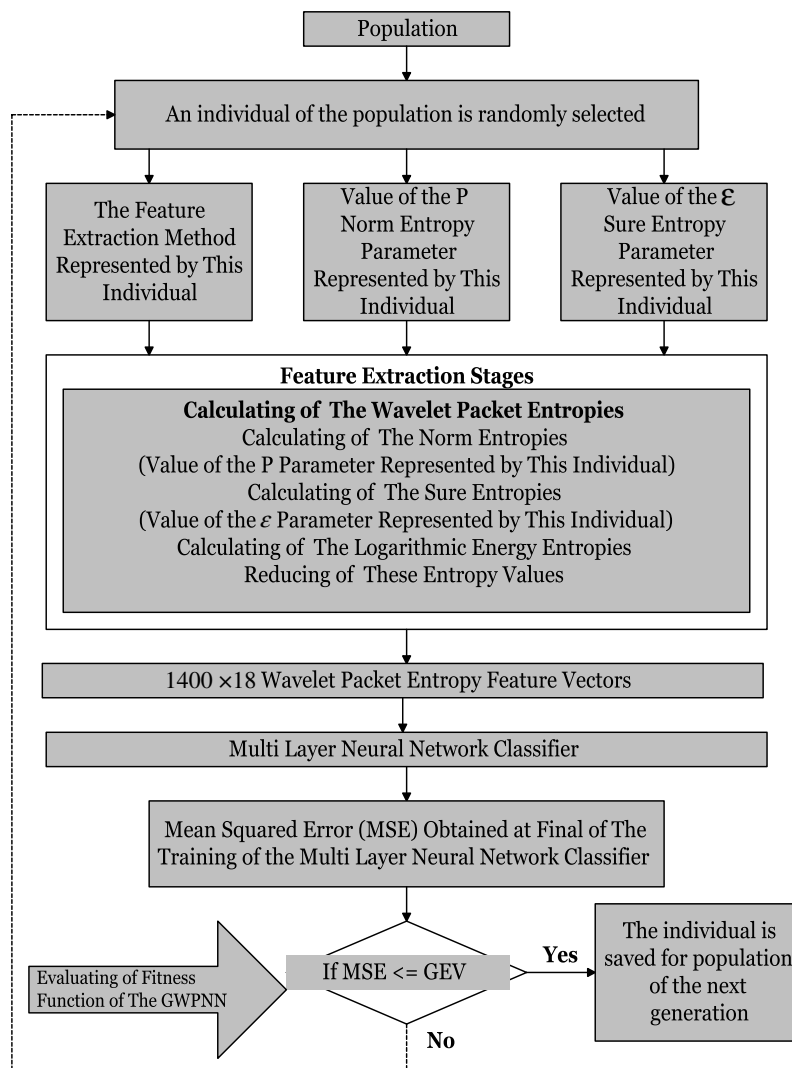 Population
An individual of the population is randomly selected
The Feature
Extraction Method
Represented by This
Individual
Value of the P
Norm Entropy
Parameter
Represented by This
Individual
Value of the ε
Sure Entropy
Parameter
Represented by This
Individual
Feature Extraction Stages
Calculating of The Wavelet Packet Entropies
Calculating of The Norm Entropies
(Value of the P Parameter Represented by This Individual)
Calculating of The Sure Entropies
(Value of the ε Parameter Represented by This Individual)
Calculating of The Logarithmic Energy Entropies
Reducing of These Entropy Values
1400 ×18 Wavelet Packet Entropy Feature Vectors
Multi Layer Neural Network Classifier
Mean Squared Error (MSE) Obtained at Final of The
Training of the Multi Layer Neural Network Classifier
Evaluating of Fitness
Function of The GWPNN
If MSE <= GEV
Yes
The individual is
saved for population
of the next
generation
No